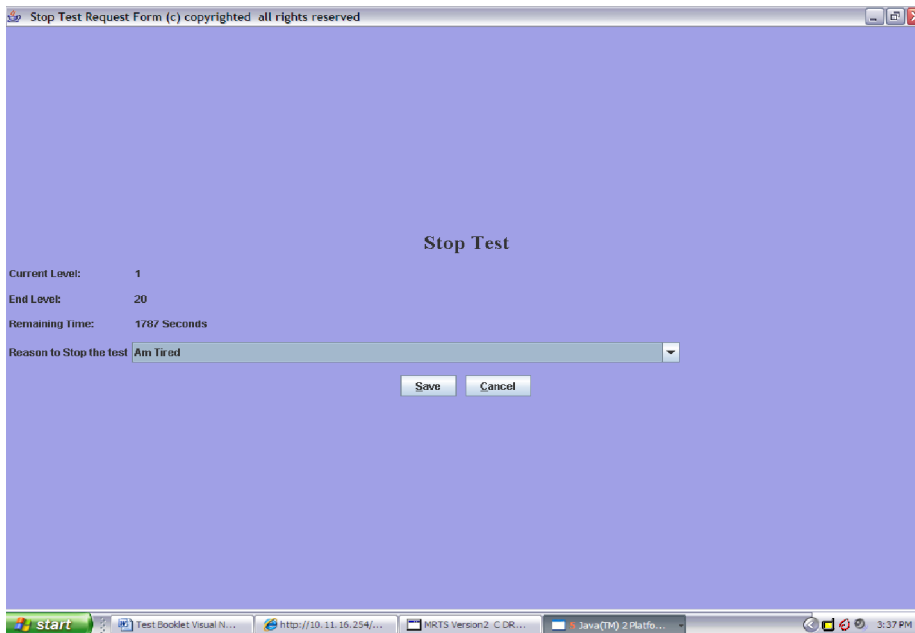 Stop Test Request Form (c) copyrighted all rights reserved
Stop Test
Current Level: 1
End Level: 20
Remaining Time: 1787 Seconds
Reason to Stop the test Am Tired
Save Cancel
start Test Booklet Visual N... http://10.11.16.254/... MRTS Version2 C DR... Java(TM) 2 Platfo... 3:37 PM